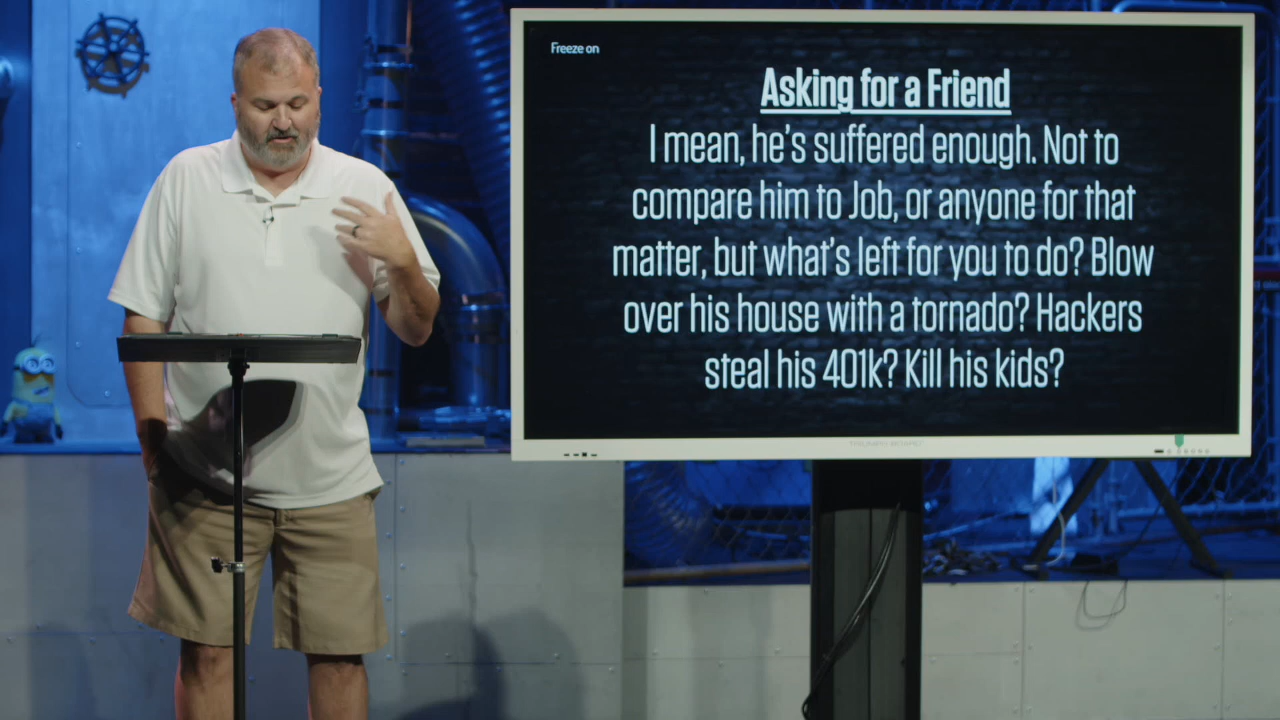 Freeze on
Asking for a Friend
I mean, he's suffered enough. Not to
compare him to Job, or anyone for that
matter, but what's left for you to do? Blow
over his house with a tornado? Hackers
steal his 401k? Kill his kids?